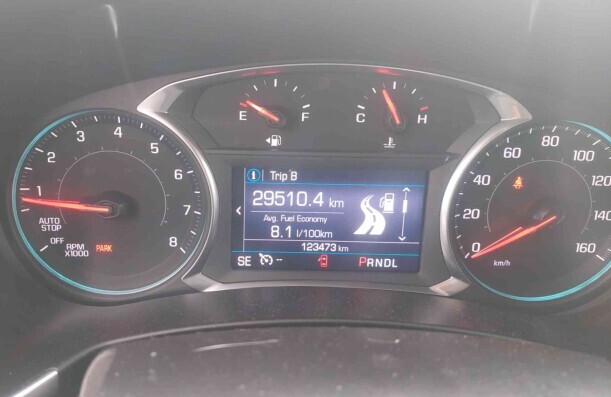 1
2
3
4
5
6
7
8
AUTO
STOP
OFF
RPM
X1000
PARK
E
F
C
H
Trip B
29510.4 km
Avg. Fuel Economy
8.1 l/100km
123473 km
SE
--
PRNDL
0
20
40
60
80
100
120
140
160
km/h